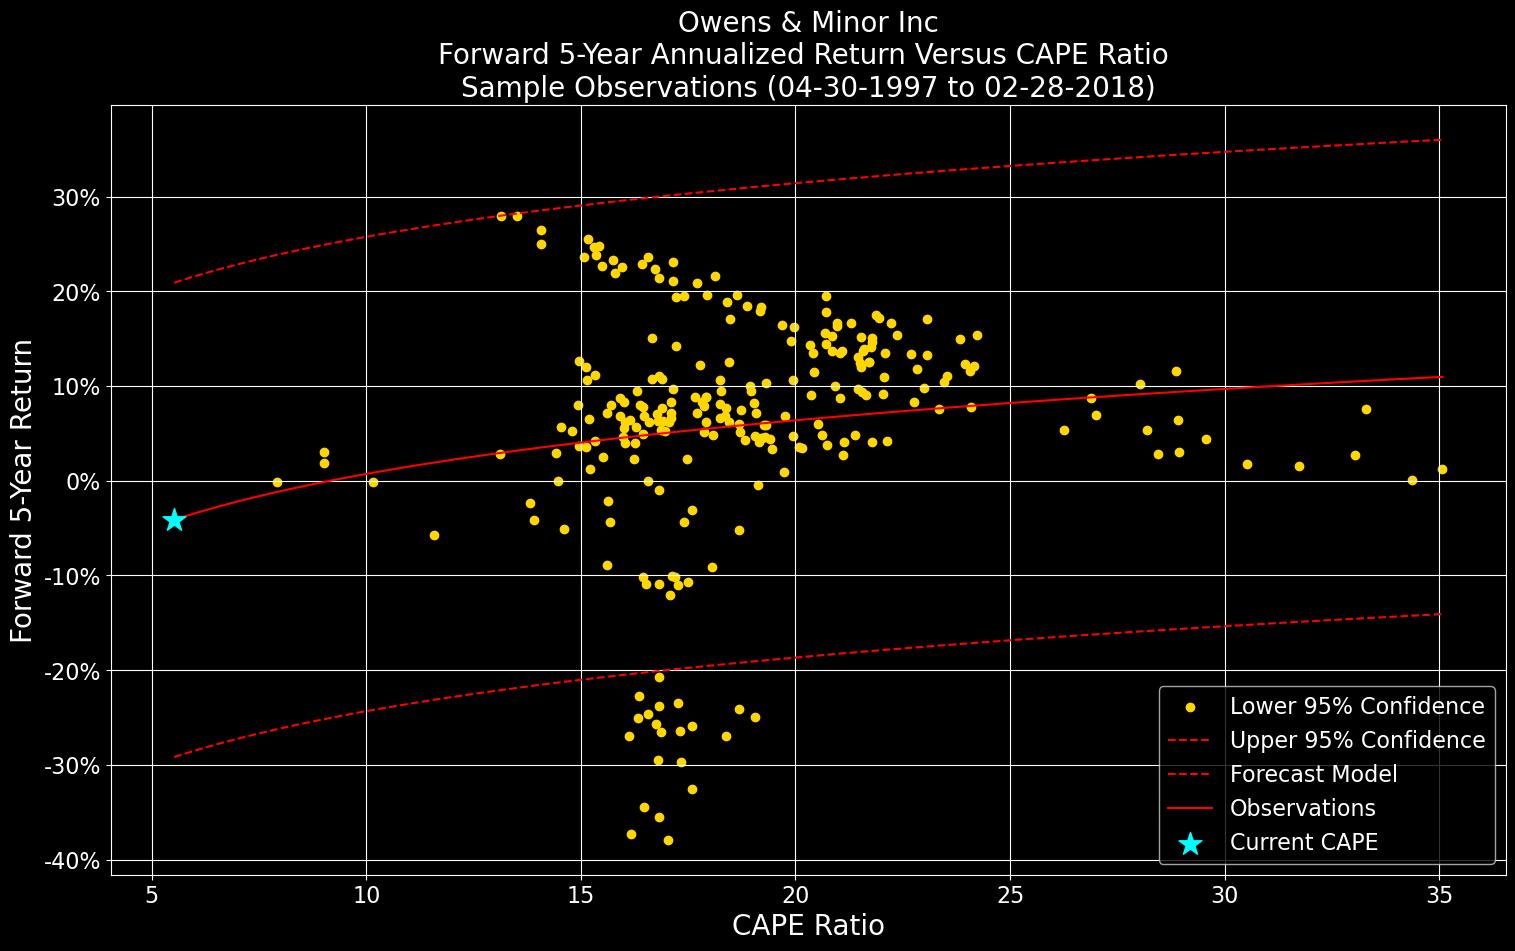 Owens & Minor Inc
Forward 5-Year Annualized Return Versus CAPE Ratio
Sample Observations (04-30-1997 to 02-28-2018)
Forward 5-Year Return
30%
20%
10%
0%
-10%
-20%
-30%
-40%
Lower 95% Confidence
Upper 95% Confidence
Forecast Model
Observations
Current CAPE
5
10
15
20
25
30
35
CAPE Ratio